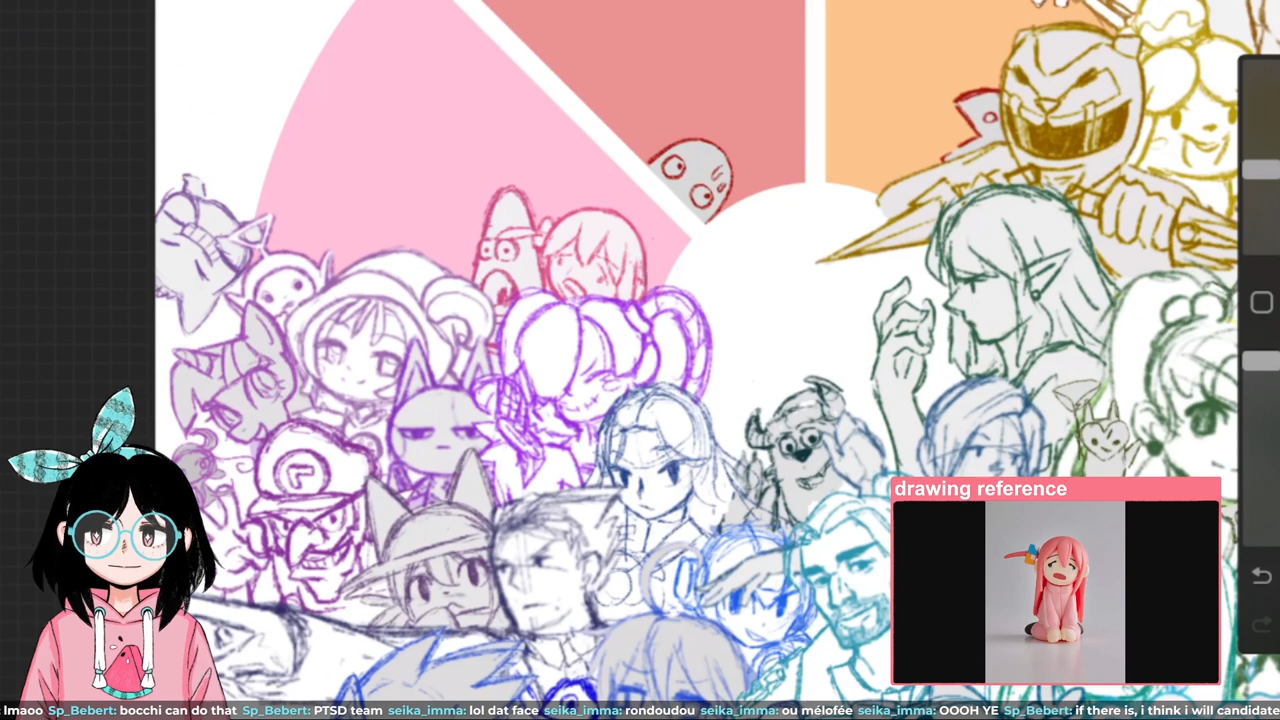 drawing reference
lmaoo Sp_Bebert: bocchi can do that Sp_Bebert: PTSD team seika_imma: lol dat face seika_imma: rondoudou seika_imma: ou mélofée seika_imma: OOOH YE Sp_Bebert: if there is, i think i will candidate